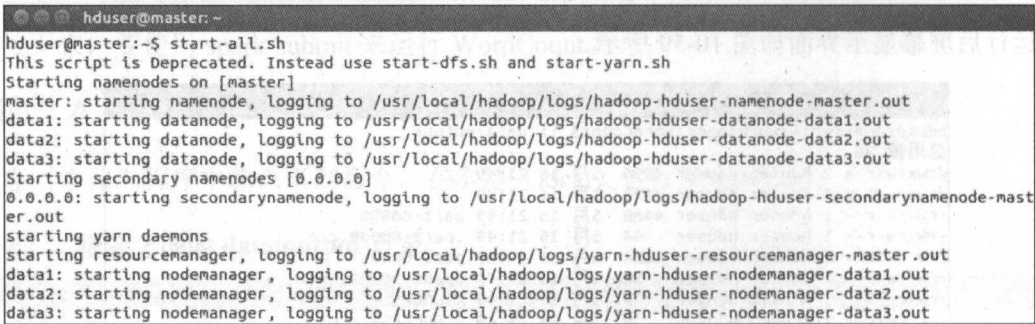 hduser@master: ~
hduser@master:~$ start-all.sh
This script is Deprecated. Instead use start-dfs.sh and start-yarn.sh
Starting namenodes on [master]
master: starting namenode, logging to /usr/local/hadoop/logs/hadoop-hduser-namenode-master.out
data1: starting datanode, logging to /usr/local/hadoop/logs/hadoop-hduser-datanode-data1.out
data2: starting datanode, logging to /usr/local/hadoop/logs/hadoop-hduser-datanode-data2.out
data3: starting datanode, logging to /usr/local/hadoop/logs/hadoop-hduser-datanode-data3.out
Starting secondary namenodes [0.0.0.0]
0.0.0.0: starting secondarynamenode, logging to /usr/local/hadoop/logs/hadoop-hduser-secondarynamenode-mast
er.out
starting yarn daemons
starting resourcemanager, logging to /usr/local/hadoop/logs/yarn-hduser-resourcemanager-master.out
data1: starting nodemanager, logging to /usr/local/hadoop/logs/yarn-hduser-nodemanager-data1.out
data2: starting nodemanager, logging to /usr/local/hadoop/logs/yarn-hduser-nodemanager-data2.out
data3: starting nodemanager, logging to /usr/local/hadoop/logs/yarn-hduser-nodemanager-data3.out